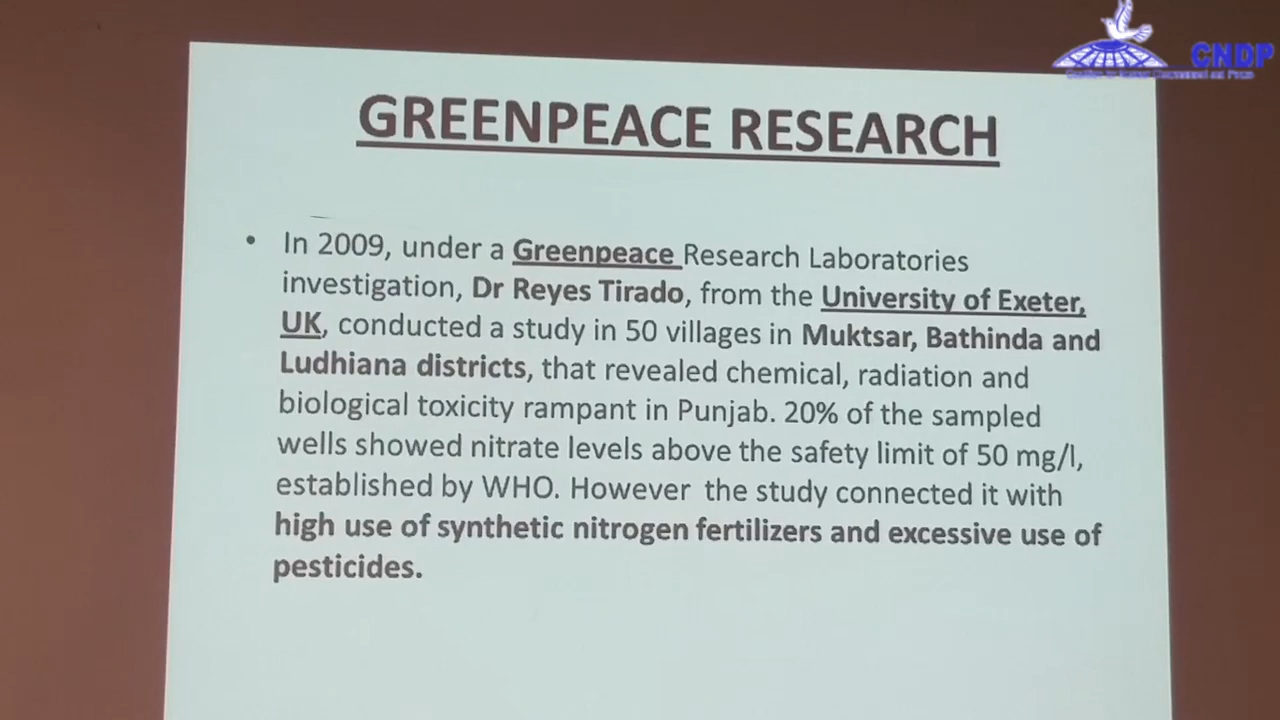 CNDP
GREENPEACE RESEARCH
• In 2009, under a Greenpeace Research Laboratories
investigation, Dr Reyes Tirado, from the University of Exeter,
UK, conducted a study in 50 villages in Muktsar, Bathinda and
Ludhiana districts, that revealed chemical, radiation and
biological toxicity rampant in Punjab. 20% of the sampled
wells showed nitrate levels above the safety limit of 50 mg/l,
established by WHO. However the study connected it with
high use of synthetic nitrogen fertilizers and excessive use of
pesticides.